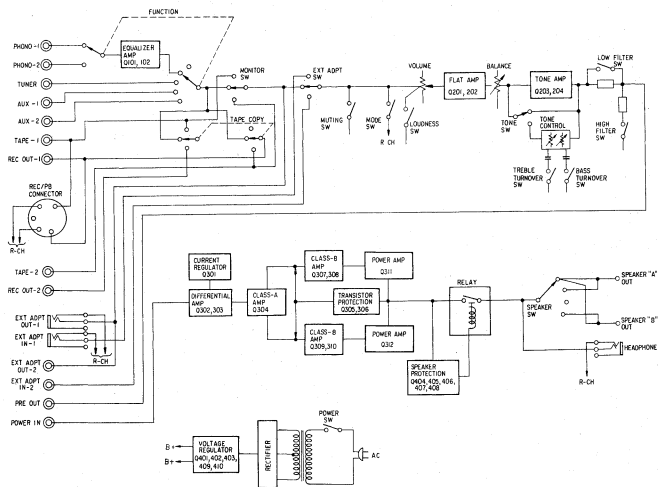 FUNCTION
PHONO-1
PHONO-2
EQUALIZER
AMP
Q101, 102
TUNER
AUX-1
AUX-2
TAPE-1
REC OUT-1
MONITOR
SW
EXT ADPT
SW
TAPE COPY
MUTING
SW
MODE
SW
R CH
VOLUME
LOUDNESS
SW
FLAT AMP
Q201, 202
BALANCE
TONE AMP
Q203, 204
TONE
SW
TONE
CONTROL
TREBLE
TURNOVER
SW
BASS
TURNOVER
SW
LOW FILTER
SW
HIGH
FILTER
SW
REC/PB
CONNECTOR
R-CH
TAPE-2
REC OUT-2
EXT ADPT
OUT-1
EXT ADPT
IN-1
R-CH
EXT ADPT
OUT-2
EXT ADPT
IN-2
PRE OUT
POWER IN
CURRENT
REGULATOR
Q301
DIFFERENTIAL
AMP
Q302, 303
CLASS-A
AMP
Q304
CLASS-B
AMP
Q307, 308
POWER AMP
Q311
TRANSISTOR
PROTECTION
Q305, 306
CLASS-B
AMP
Q309, 310
POWER AMP
Q312
RELAY
SPEAKER
PROTECTION
Q404, 405, 406,
407, 408
SPEAKER
SW
SPEAKER "A"
OUT
SPEAKER "B"
OUT
HEADPHONE
R-CH
B+
B+
VOLTAGE
REGULATOR
Q401, 402, 403,
409, 410
RECTIFIER
POWER
SW
AC